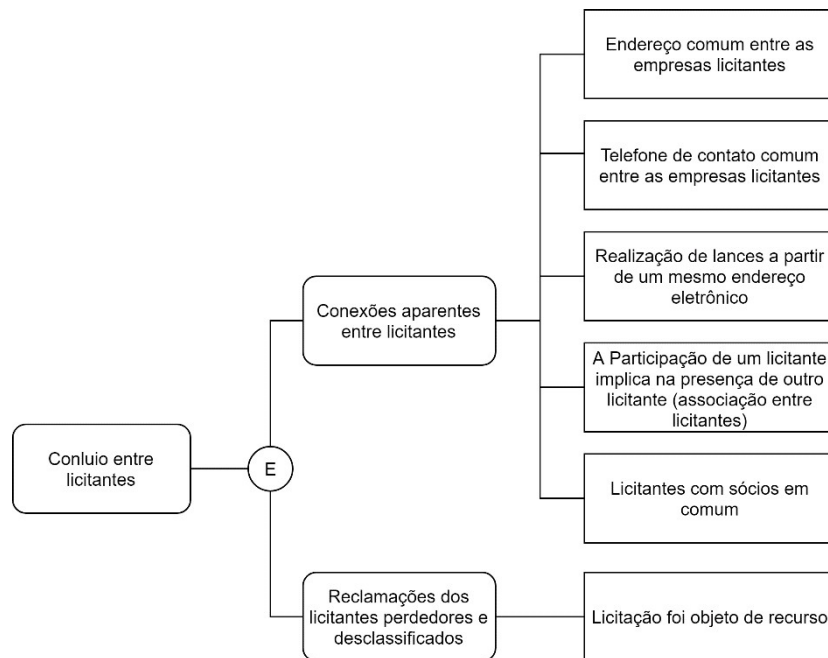 Endereço comum entre as
empresas licitantes
Telefone de contato comum
entre as empresas licitantes
Realização de lances a partir
de um mesmo endereço
eletrônico
Conexões aparentes
entre licitantes
A Participação de um licitante
implica na presença de outro
licitante (associação entre
licitantes)
Conluio entre
licitantes
E
Licitantes com sócios em
comum
Reclamações dos
licitantes perdedores e
desclassificados
Licitação foi objeto de recurso